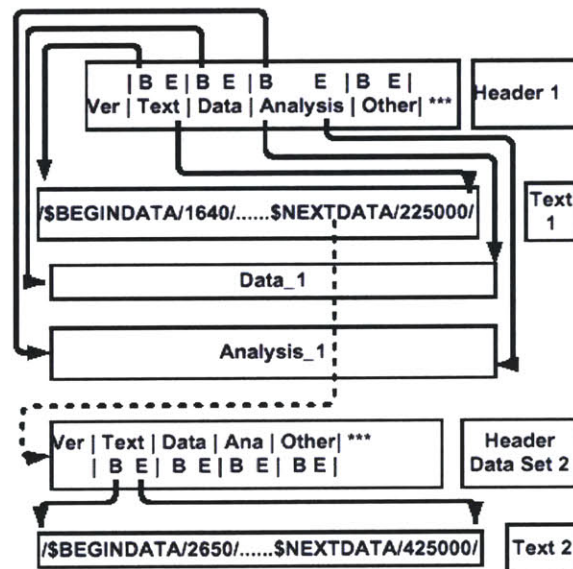 |B E|B E |B E |B E|
Ver | Text | Data | Analysis | Other| ***
Header 1
/$BEGINDATA/1640/......$NEXTDATA/225000/
Text
1
Data_1
Analysis_1
Ver | Text | Data | Ana | Other| ***
| B E | B E | B E | B E|
Header
Data Set 2
/$BEGINDATA/2650/......$NEXTDATA/425000/
Text 2